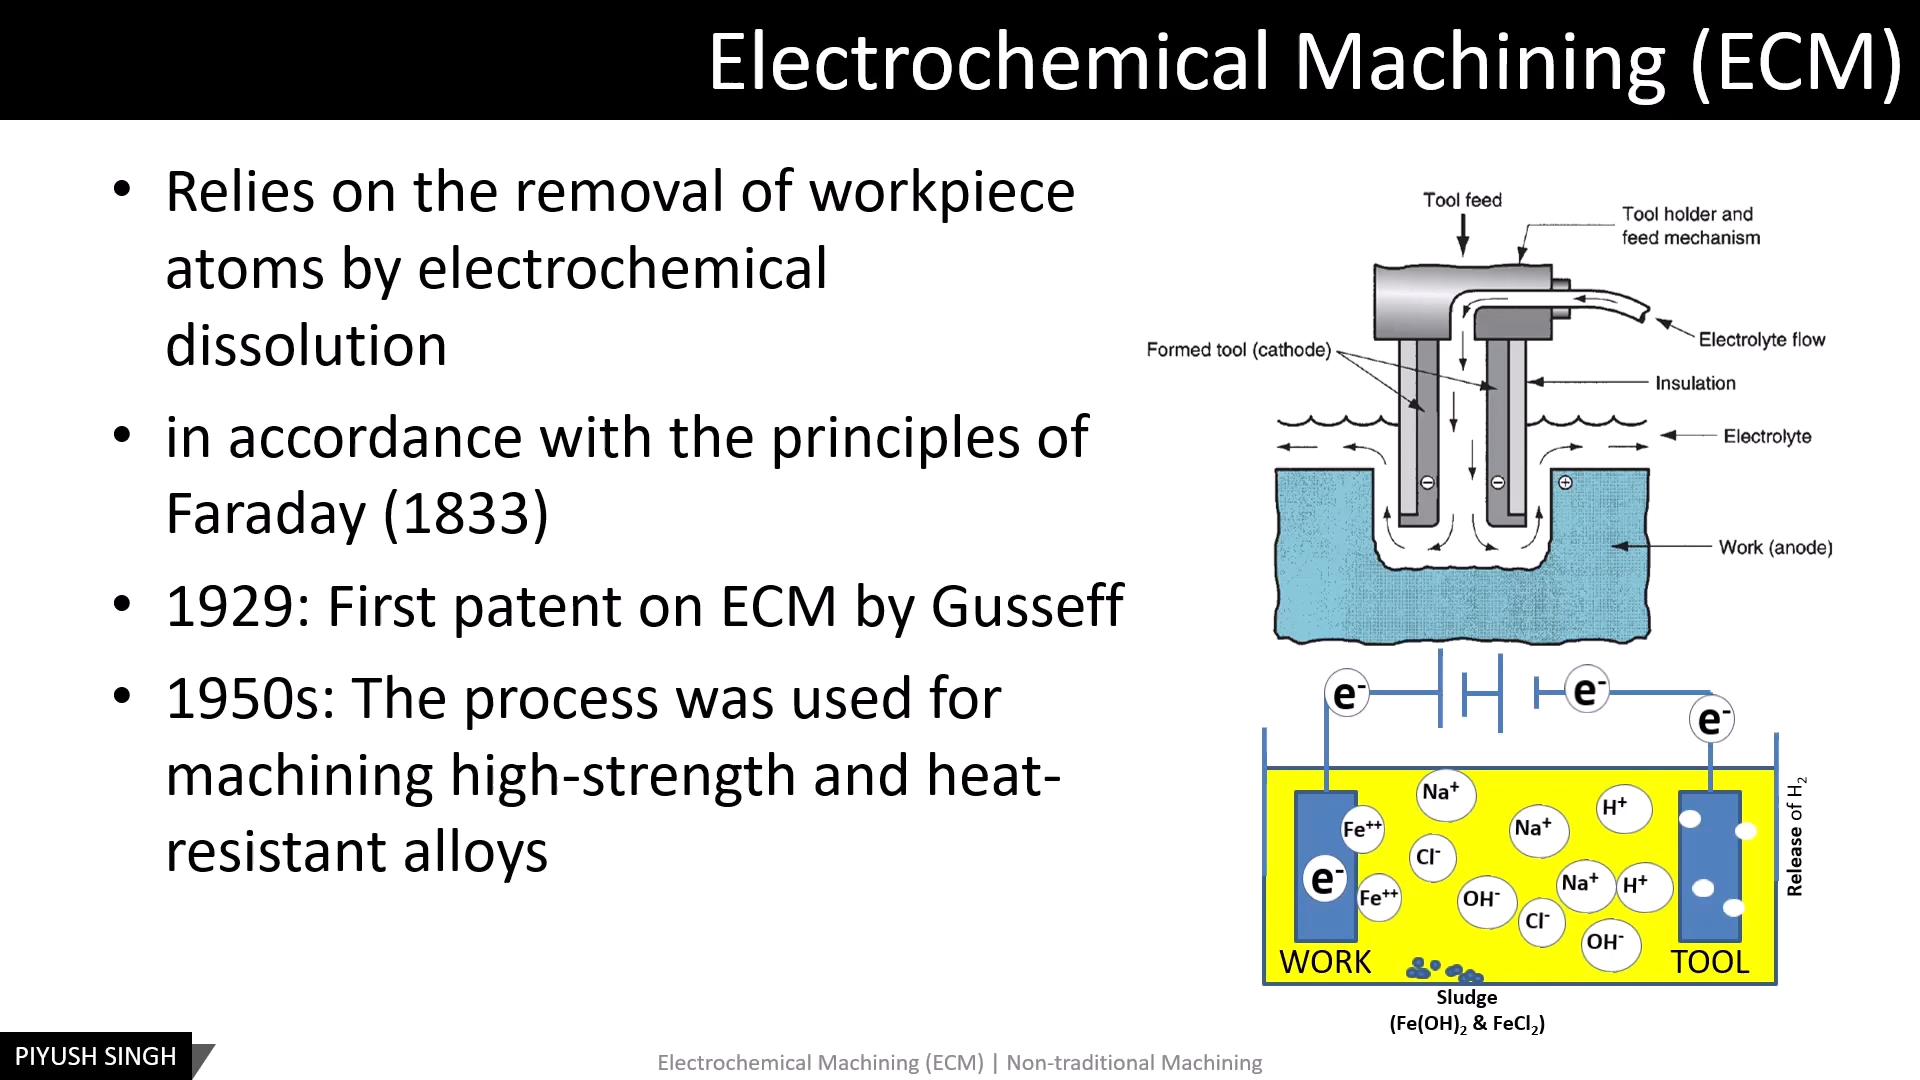 Electrochemical Machining (ECM)
• Relies on the removal of workpiece
atoms by electrochemical
dissolution
• in accordance with the principles of
Faraday (1833)
• 1929: First patent on ECM by Gusseff
• 1950s: The process was used for
machining high-strength and heat-
resistant alloys
Tool feed
Tool holder and
feed mechanism
Electrolyte flow
Formed tool (cathode)
Insulation
Electrolyte
⊖
⊖
⊕
Work (anode)
e⁻
e⁻
e⁻
Na⁺
H⁺
Fe⁺⁺
Na⁺
Cl⁻
e⁻
Na⁺
H⁺
Fe⁺⁺
OH⁻
Cl⁻
OH⁻
WORK
TOOL
Release of H₂
Sludge
(Fe(OH)₂ & FeCl₂)
PIYUSH SINGH
Electrochemical Machining (ECM) | Non-traditional Machining